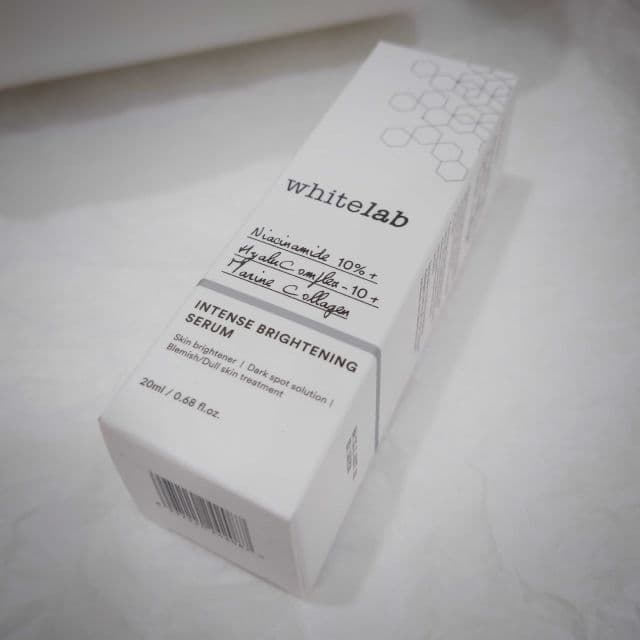 whitelab
Niacinamide 10% +
HyaluComplex-10 +
Marine Collagen
INTENSE BRIGHTENING
SERUM
Skin brightener | Dark spot solution |
Blemish/Dull skin treatment
20ml / 0.68 fl.oz.